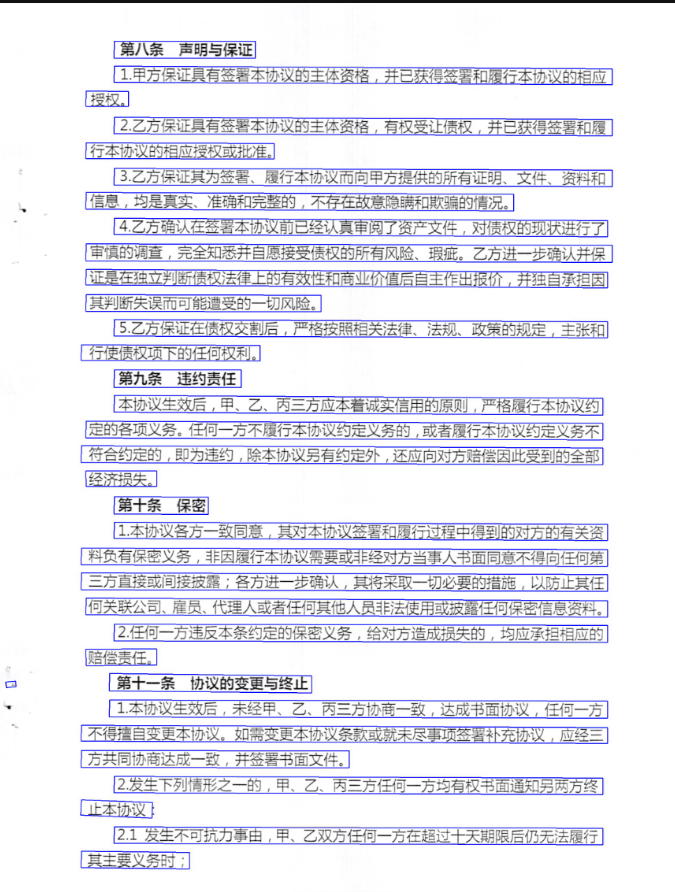 第八条 声明与保证
1.甲方保证具有签署本协议的主体资格，并已获得签署和履行本协议的相应
授权。
2.乙方保证具有签署本协议的主体资格，有权受让债权，并已获得签署和履
行本协议的相应授权或批准。
3.乙方保证其为签署、履行本协议而向甲方提供的所有证明、文件、资料和
信息，均是真实、准确和完整的，不存在故意隐瞒和欺骗的情况。
4.乙方确认在签署本协议前已经认真审阅了资产文件，对债权的现状进行了
审慎的调查，完全知悉并自愿接受债权的所有风险、瑕疵。乙方进一步确认并保
证是在独立判断债权法律上的有效性和商业价值后自主作出报价，并独自承担因
其判断失误而可能遭受的一切风险。
5.乙方保证在债权交割后，严格按照相关法律、法规、政策的规定，主张和
行使债权项下的任何权利。
第九条 违约责任
本协议生效后，甲、乙、丙三方应本着诚实信用的原则，严格履行本协议约
定的各项义务。任何一方不履行本协议约定义务的，或者履行本协议约定义务不
符合约定的，即为违约，除本协议另有约定外，还应向对方赔偿因此受到的全部
经济损失。
第十条 保密
1.本协议各方一致同意，其对本协议签署和履行过程中得到的对方的有关资
料负有保密义务，非因履行本协议需要或非经对方当事人书面同意不得向任何第
三方直接或间接披露；各方进一步确认，其将采取一切必要的措施，以防止其任
何关联公司、雇员、代理人或者任何其他人员非法使用或披露任何保密信息资料。
2.任何一方违反本条约定的保密义务，给对方造成损失的，均应承担相应的
赔偿责任。
第十一条 协议的变更与终止
1.本协议生效后，未经甲、乙、丙三方协商一致，达成书面协议，任何一方
不得擅自变更本协议。如需变更本协议条款或就未尽事项签署补充协议，应经三
方共同协商达成一致，并签署书面文件。
2.发生下列情形之一的，甲、乙、丙三方任何一方均有权书面通知另两方终
止本协议：
2.1 发生不可抗力事由，甲、乙双方任何一方在超过十天期限后仍无法履行
其主要义务时；